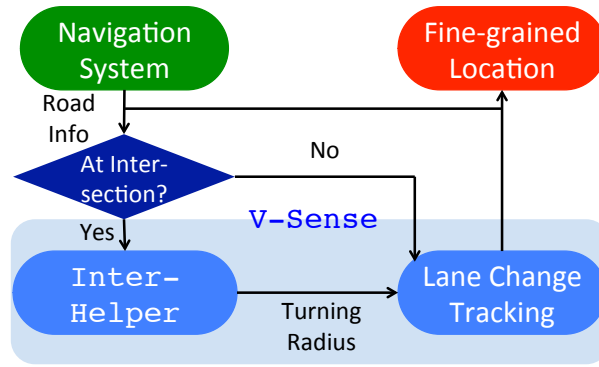 Navigation
System
Fine-grained
Location
Road
Info
At Inter-
section?
No
Yes
V-Sense
Inter-
Helper
Turning
Radius
Lane Change
Tracking